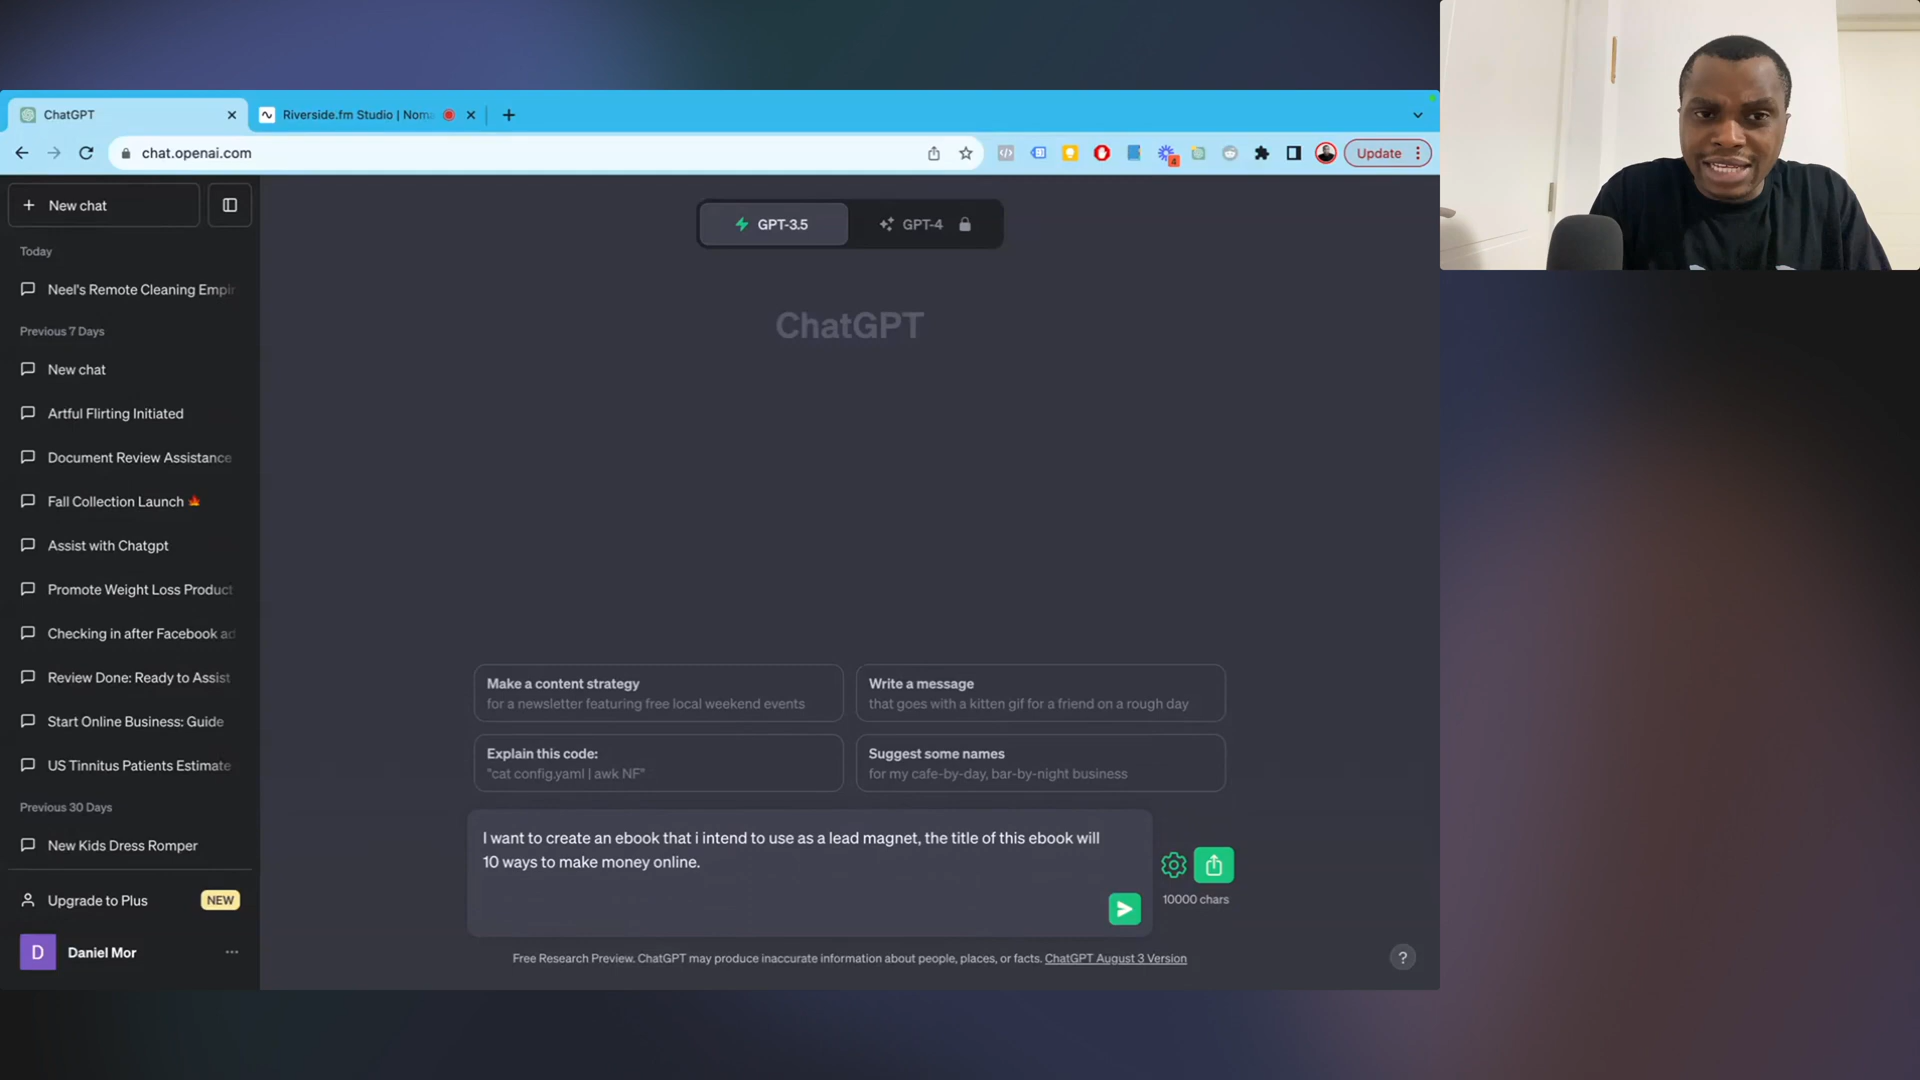 ChatGPT
Riverside.fm Studio | Noma
chat.openai.com
4
Update
New chat
GPT-3.5
GPT-4
Today
Neel's Remote Cleaning Empir
Previous 7 Days
ChatGPT
New chat
Artful Flirting Initiated
Document Review Assistance
Fall Collection Launch 🍁
Assist with Chatgpt
Promote Weight Loss Product
Checking in after Facebook ad
Review Done: Ready to Assist
Start Online Business: Guide
US Tinnitus Patients Estimate
Previous 30 Days
New Kids Dress Romper
Upgrade to Plus
NEW
D
Daniel Mor
Make a content strategy
for a newsletter featuring free local weekend events
Write a message
that goes with a kitten gif for a friend on a rough day
Explain this code:
"cat config.yaml | awk NF"
Suggest some names
for my cafe-by-day, bar-by-night business
I want to create an ebook that i intend to use as a lead magnet, the title of this ebook will
10 ways to make money online.
10000 chars
Free Research Preview. ChatGPT may produce inaccurate information about people, places, or facts. ChatGPT August 3 Version
?